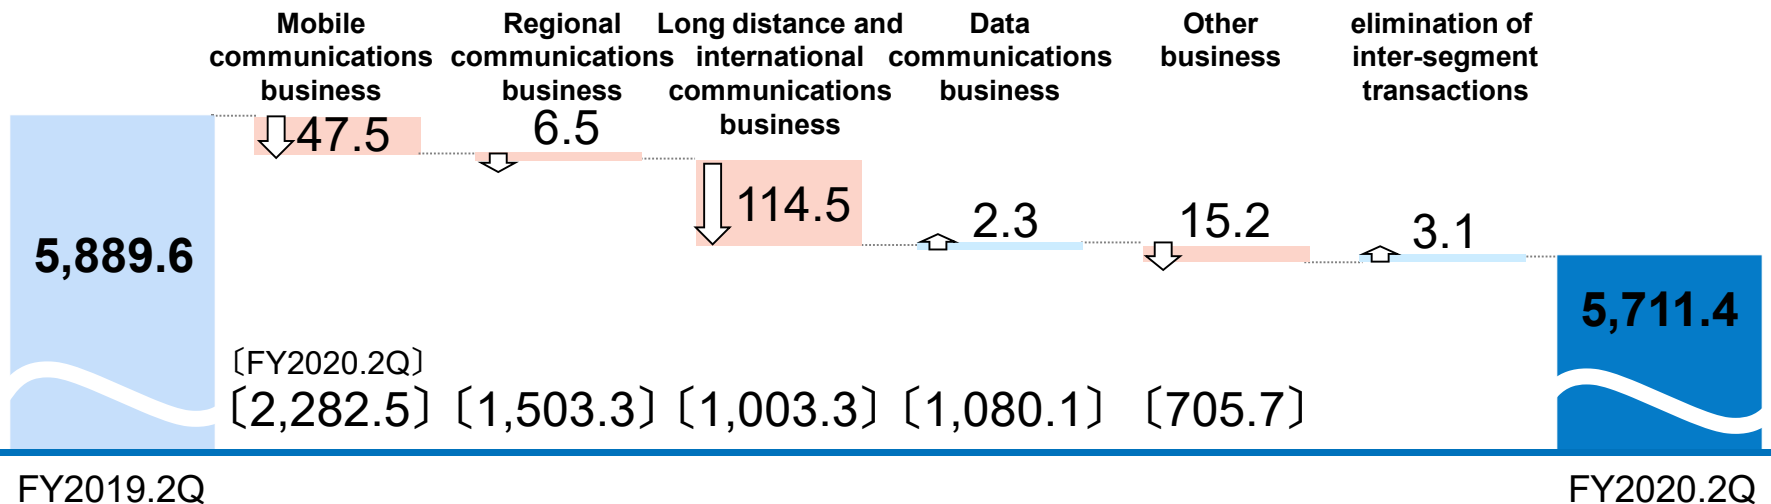 Mobile
communications
business
Regional
communications
business
Long distance and
international
communications
business
Data
communications
business
Other
business
elimination of
inter-segment
transactions
47.5
6.5
114.5
2.3
15.2
3.1
5,889.6
5,711.4
〔FY2020.2Q〕
〔2,282.5〕〔1,503.3〕〔1,003.3〕〔1,080.1〕〔705.7〕
FY2019.2Q
FY2020.2Q